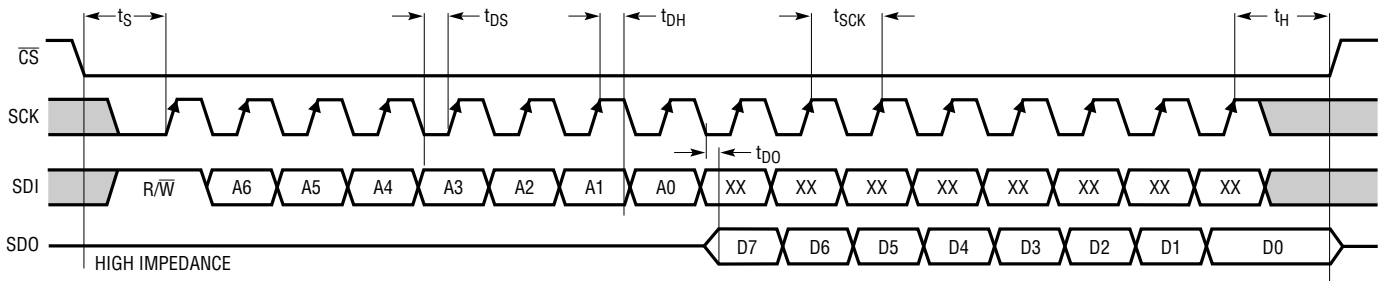 tS tDS tDH tSCK tH
CS
SCK
tDO
SDI R/W A6 A5 A4 A3 A2 A1 A0 XX XX XX XX XX XX XX XX
SDO D7 D6 D5 D4 D3 D2 D1 D0
HIGH IMPEDANCE